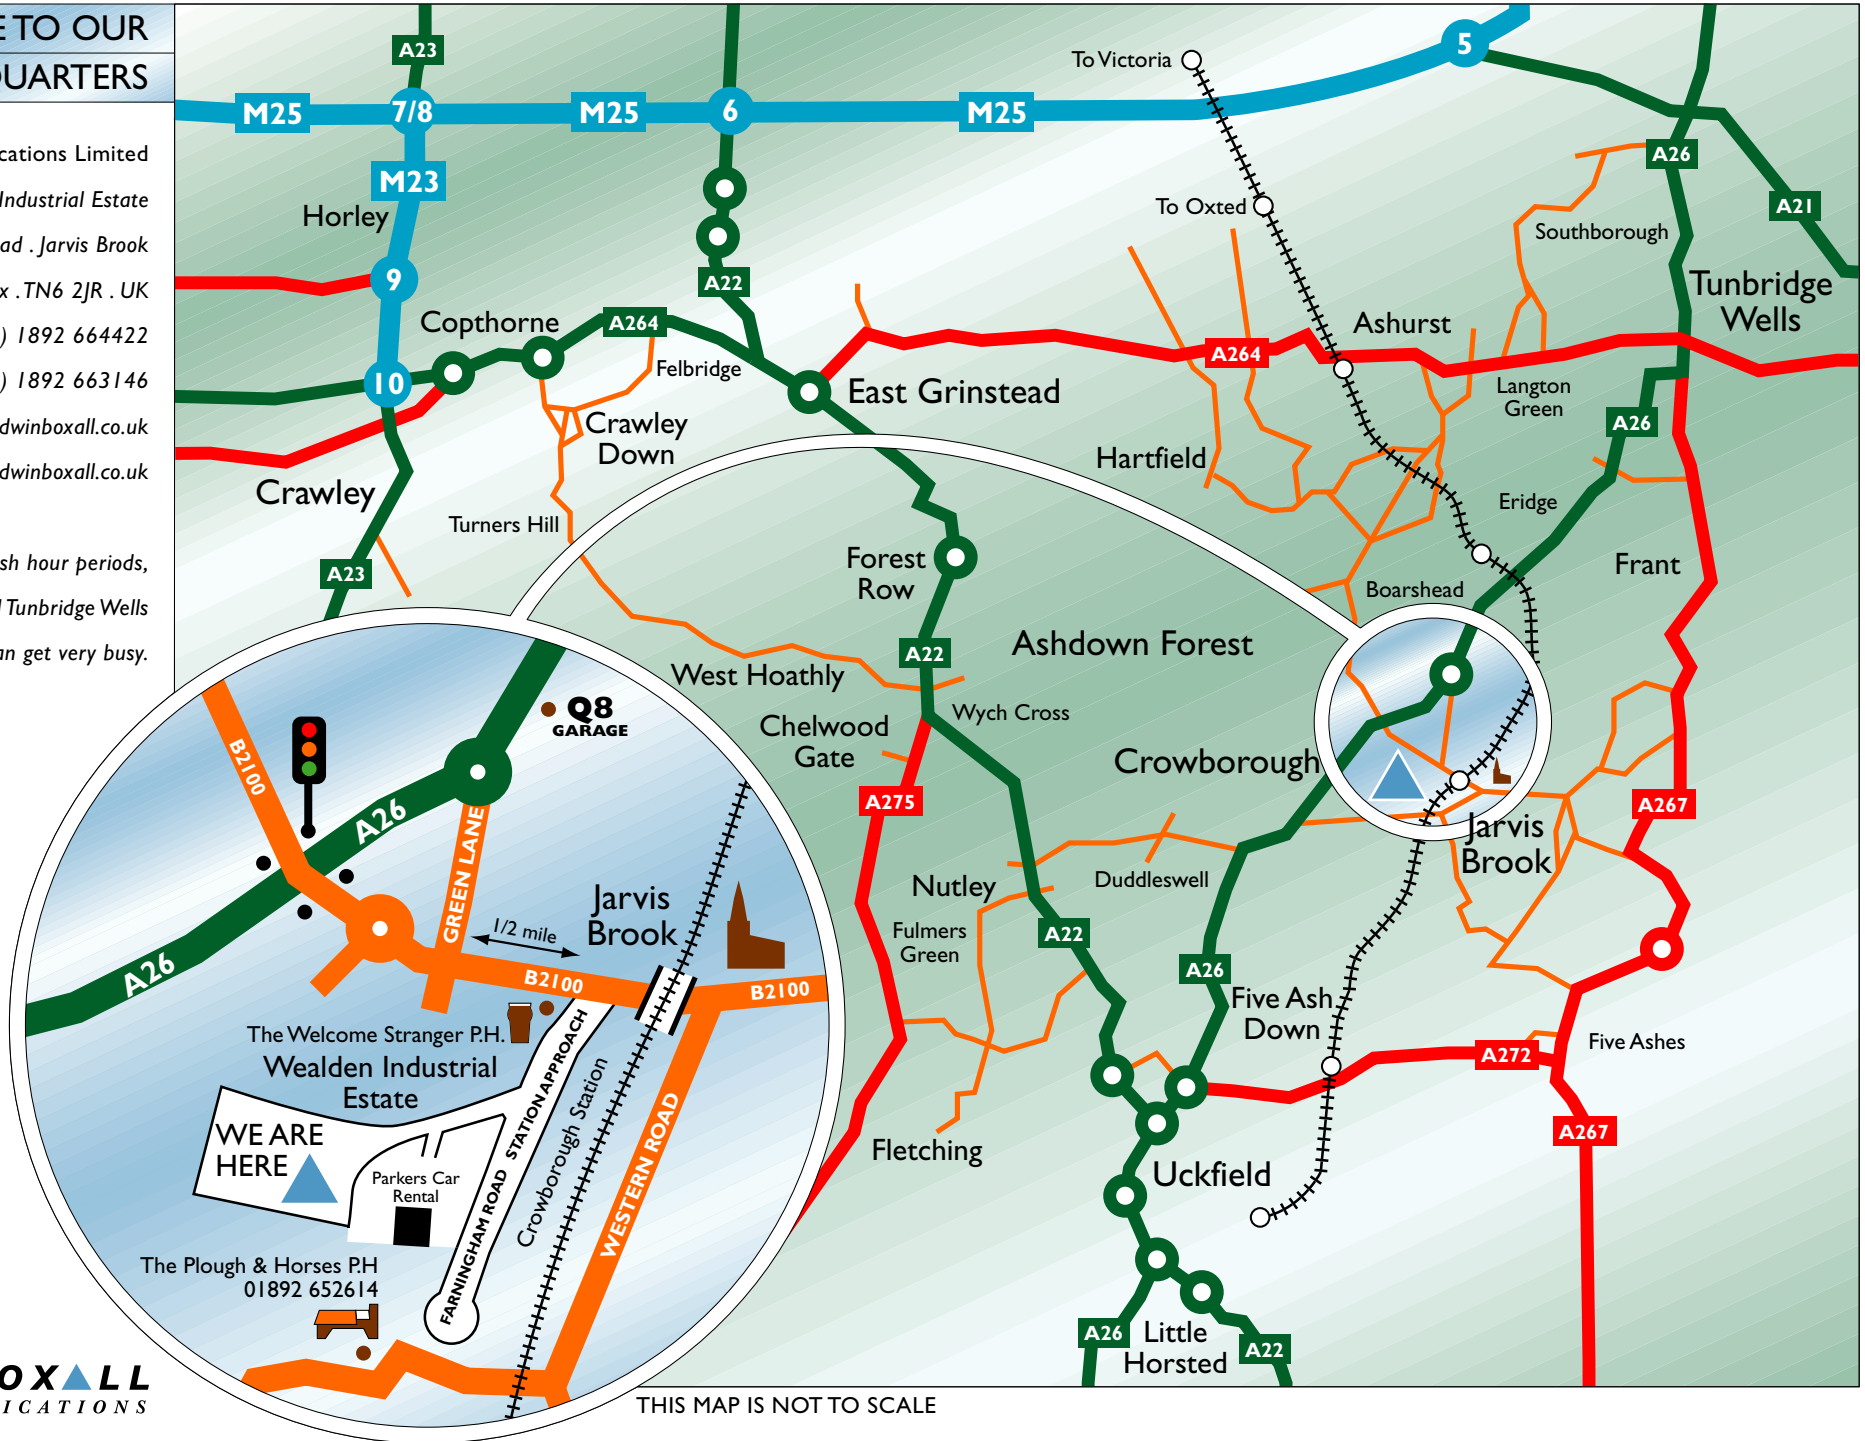 E TO OUR
QUARTERS
cations Limited
Industrial Estate
ad . Jarvis Brook
x . TN6 2JR . UK
) 1892 664422
) 1892 663146
dwinboxall.co.uk
dwinboxall.co.uk
sh hour periods,
Tunbridge Wells
an get very busy.
OXALL
ICATIONS
A23
M25
7/8
M25
6
M25
5
To Victoria
M23
Horley
9
10
A22
To Oxted
A26
A21
Southborough
Tunbridge
Wells
Copthorne
A264
Felbridge
East Grinstead
A264
Ashurst
Langton
Green
A26
Crawley
Down
Crawley
Turners Hill
A23
Hartfield
Eridge
Frant
Boarshead
Forest
Row
A22
Ashdown Forest
West Hoathly
Wych Cross
Chelwood
Gate
A275
Crowborough
A267
Jarvis
Brook
Duddleswell
Nutley
Fulmers
Green
A22
A26
Five Ash
Down
A272
Five Ashes
A267
Fletching
Uckfield
A26
Little
Horsted
A22
B2100
Q8
GARAGE
A26
GREEN LANE
A26
1/2 mile
Jarvis
Brook
B2100
B2100
The Welcome Stranger P.H.
Wealden Industrial
Estate
STATION APPROACH
Crowborough Station
WE ARE
HERE
Parkers Car
Rental
FARNINGHAM ROAD
WESTERN ROAD
The Plough & Horses P.H
01892 652614
THIS MAP IS NOT TO SCALE